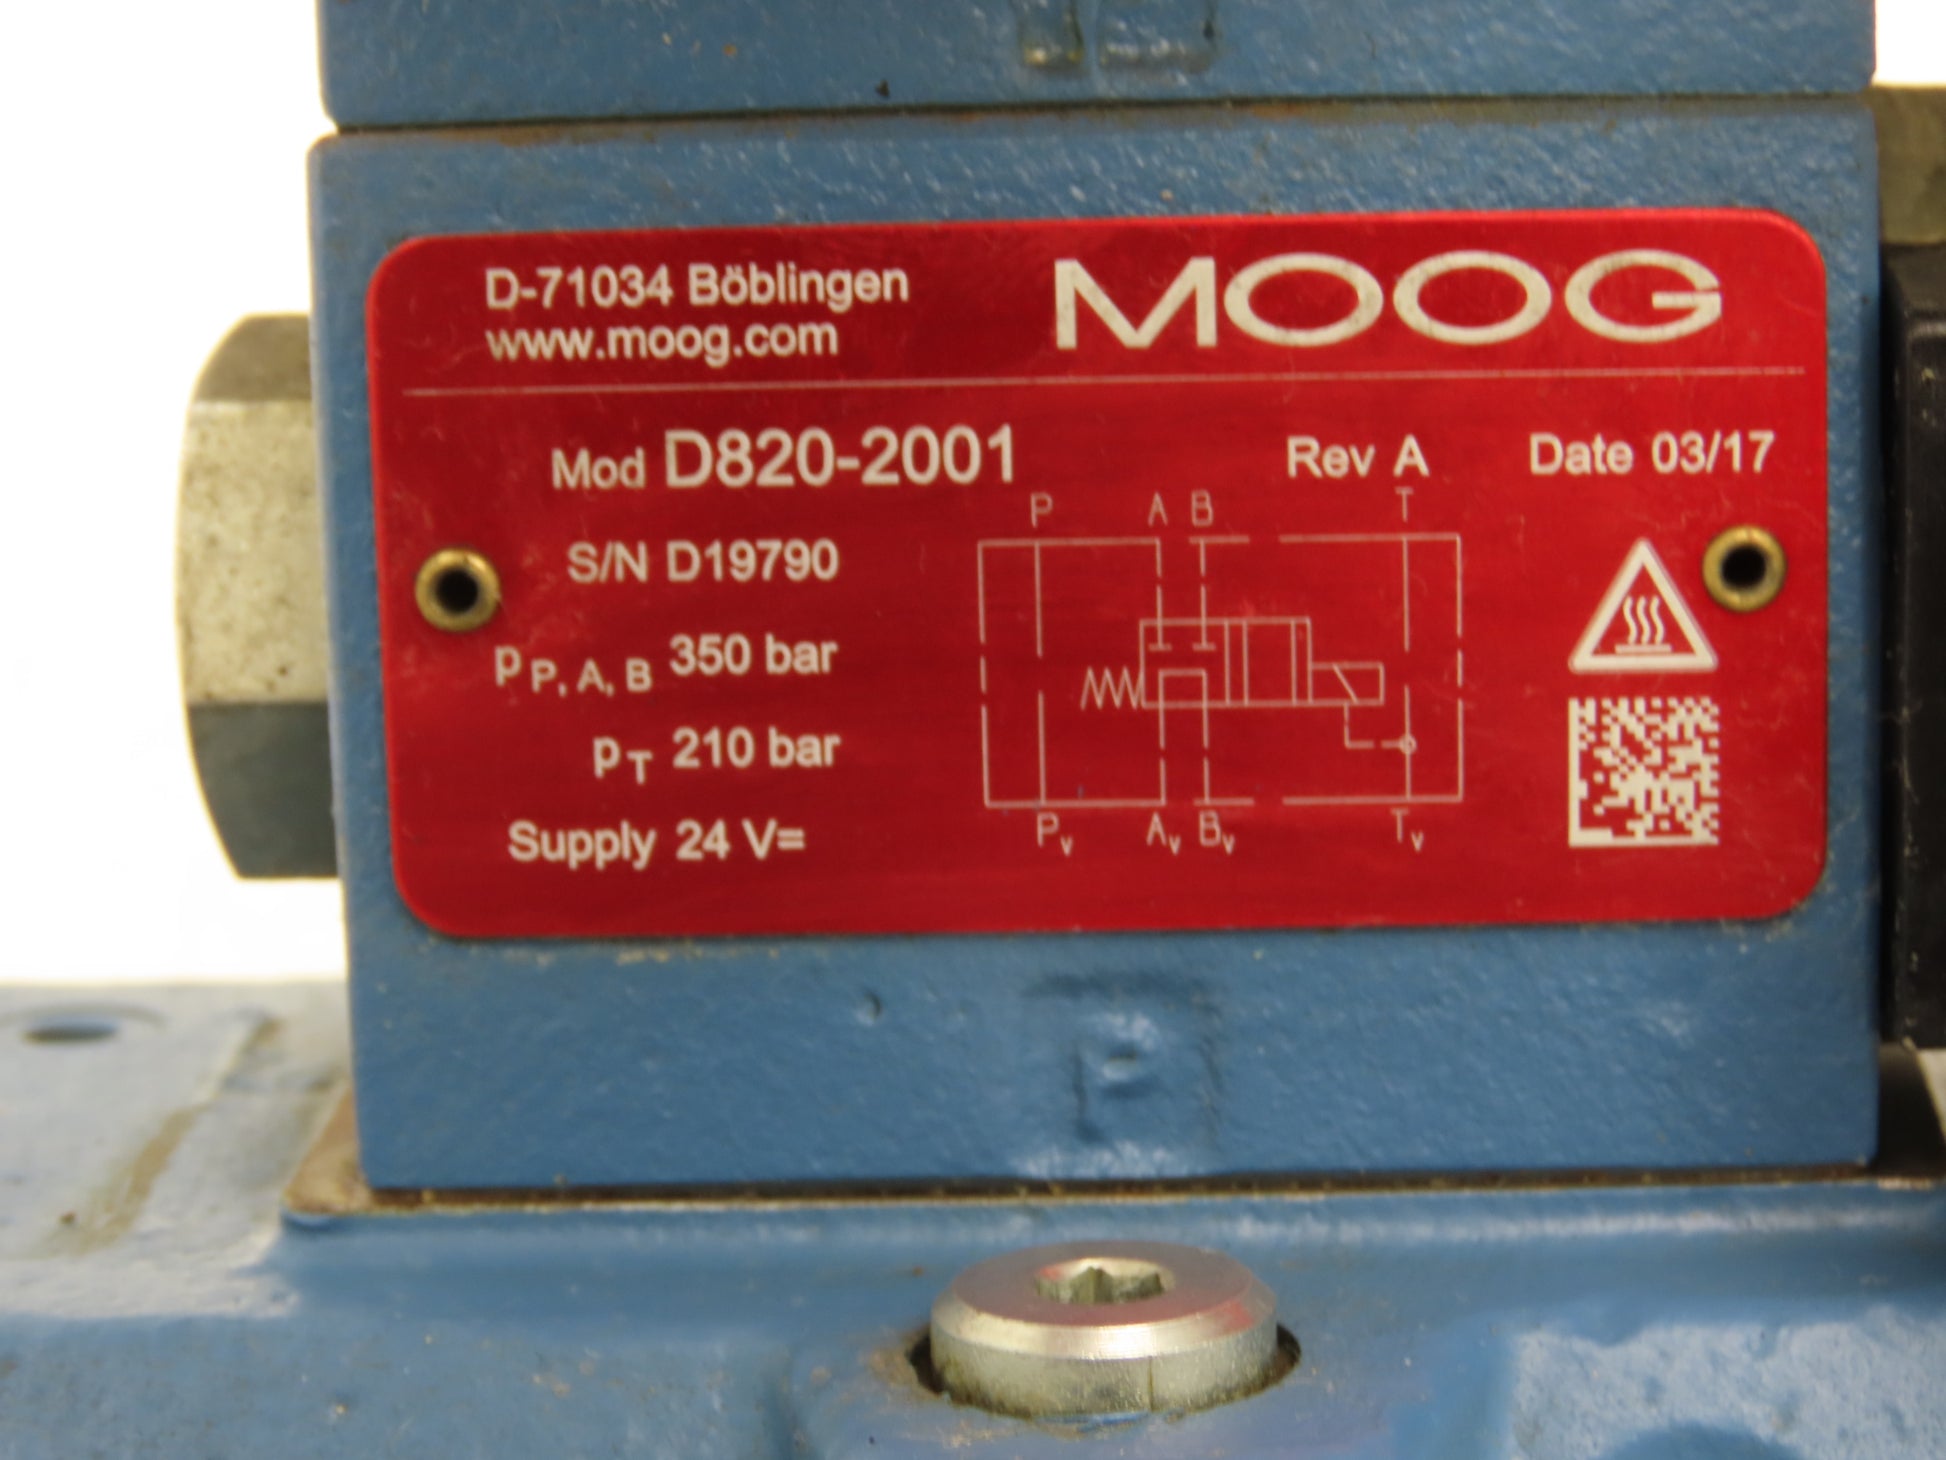 D-71034 Böblingen
www.moog.com
MOOG
Mod D820-2001
Rev A
Date 03/17
S/N D19790
pP, A, B 350 bar
pT 210 bar
Supply 24 V=
P A B T
Pv Av Bv Tv
P